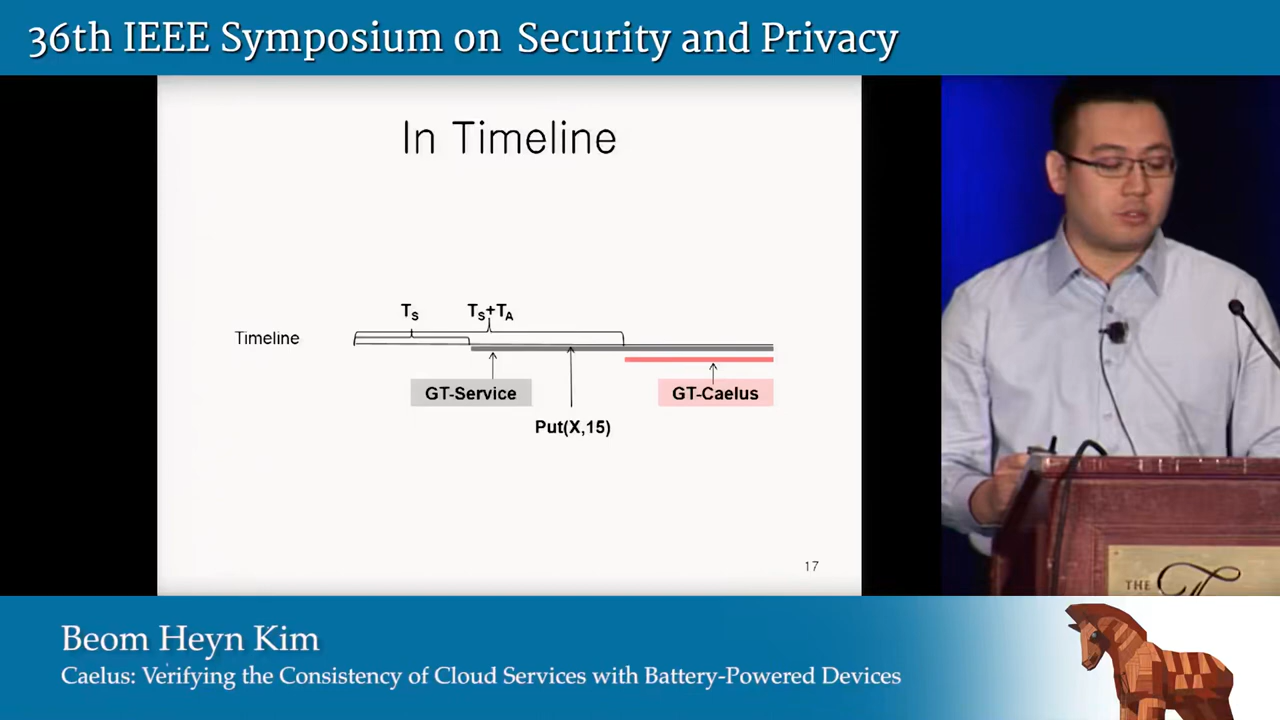 36th IEEE Symposium on Security and Privacy
In Timeline
TS
TS+TA
Timeline
GT-Service
GT-Caelus
Put(X,15)
17
THE
Beom Heyn Kim
Caelus: Verifying the Consistency of Cloud Services with Battery-Powered Devices